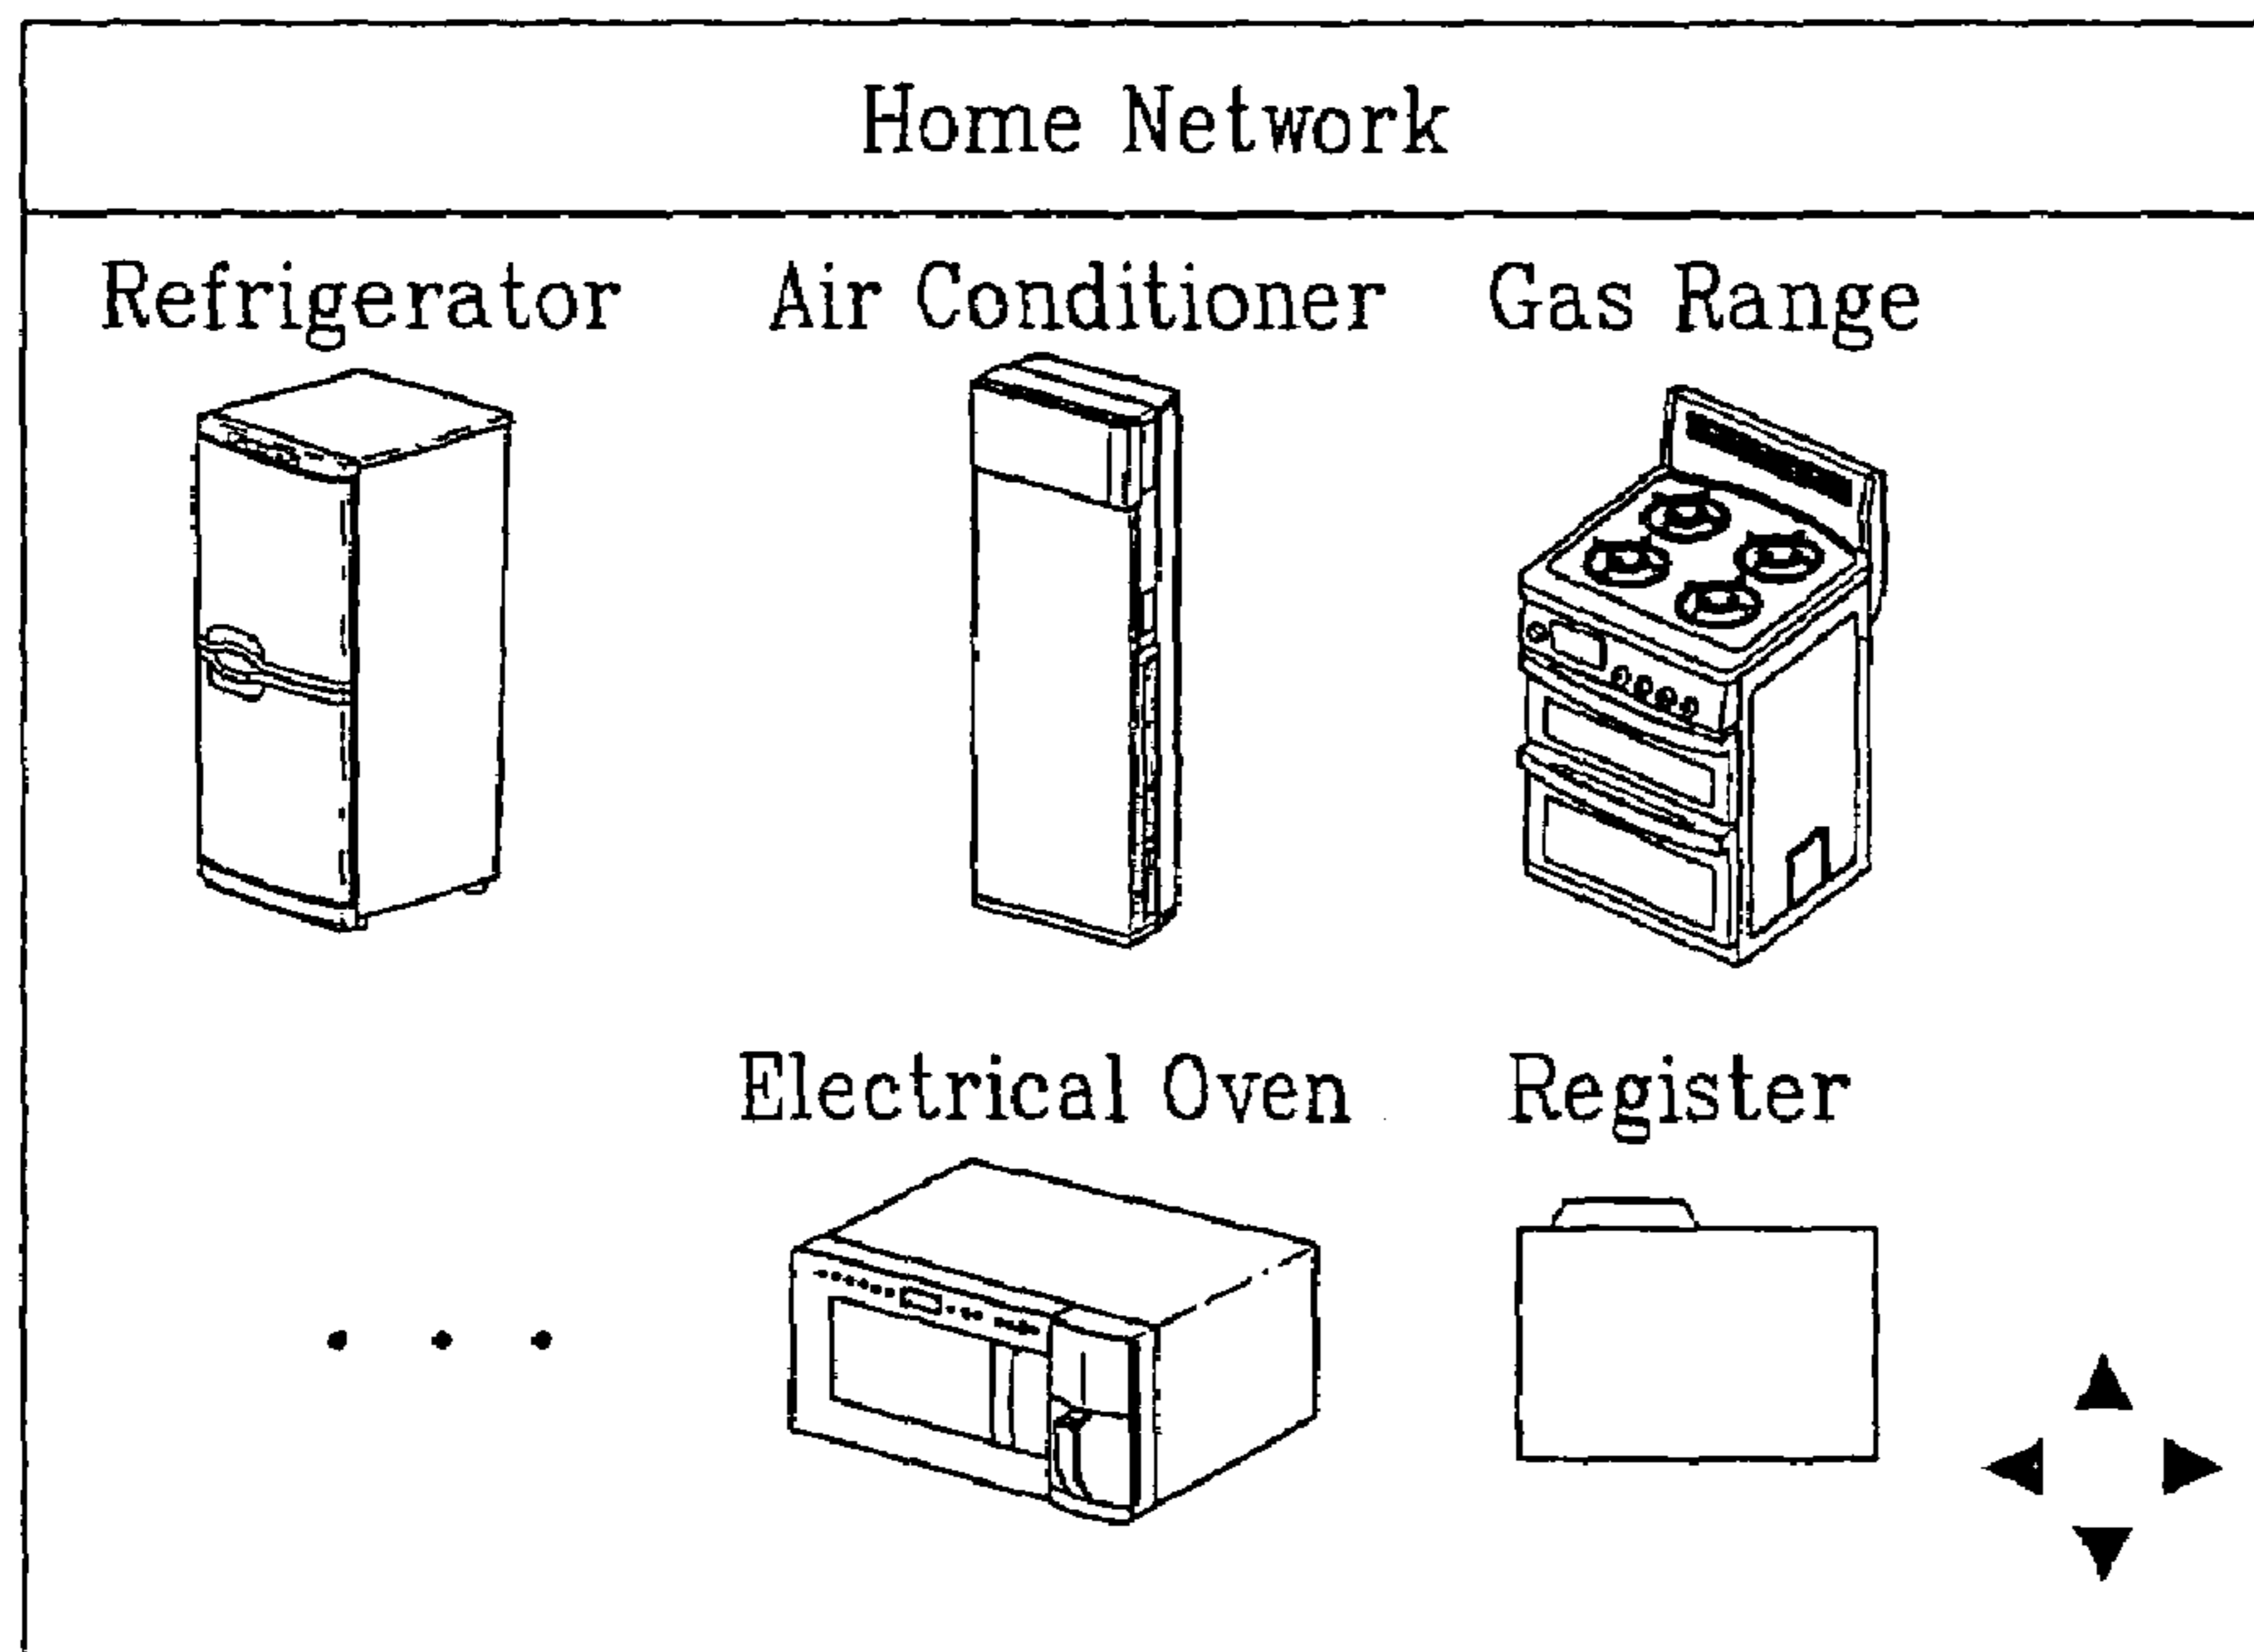 Home Network
Refrigerator Air Conditioner Gas Range
Electrical Oven Register
. . .